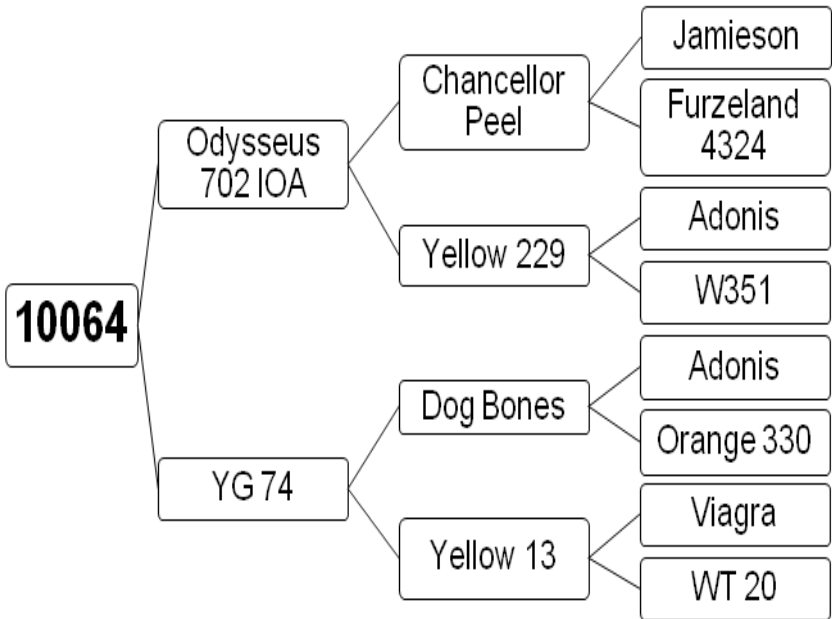 Jamieson
Chancellor
Peel
Furzeland
4324
Odysseus
702 IOA
Adonis
Yellow 229
W351
10064
Adonis
Dog Bones
Orange 330
YG 74
Viagra
Yellow 13
WT 20